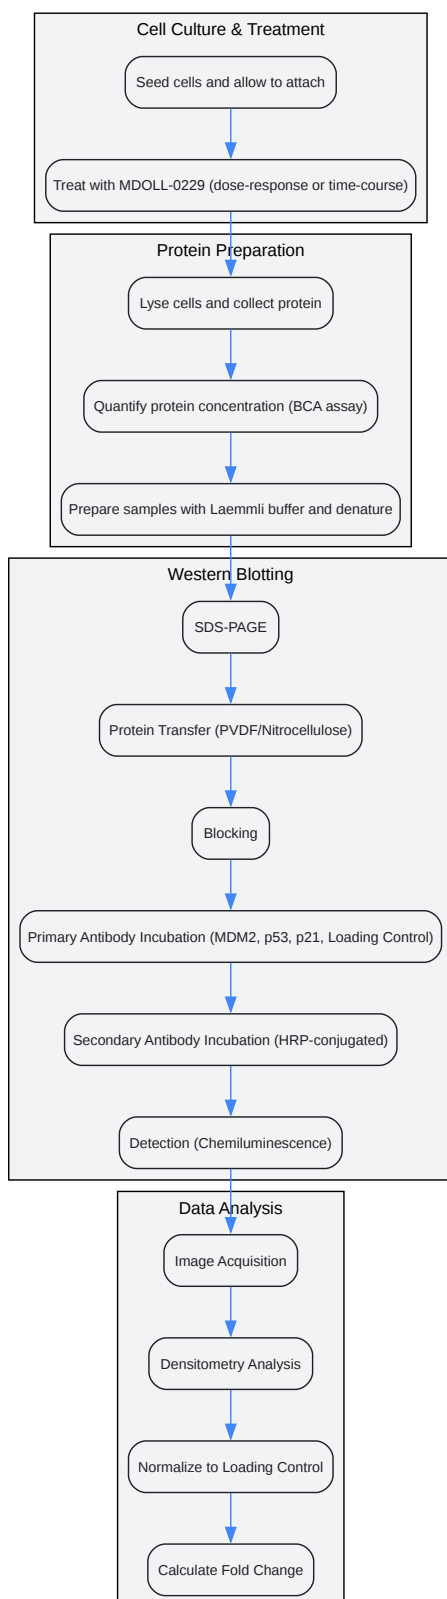 Cell Culture & Treatment
Seed cells and allow to attach
Treat with MDOLL-0229 (dose-response or time-course)
Protein Preparation
Lyse cells and collect protein
Quantify protein concentration (BCA assay)
Prepare samples with Laemmli buffer and denature
Western Blotting
SDS-PAGE
Protein Transfer (PVDF/Nitrocellulose)
Blocking
Primary Antibody Incubation (MDM2, p53, p21, Loading Control)
Secondary Antibody Incubation (HRP-conjugated)
Detection (Chemiluminescence)
Data Analysis
Image Acquisition
Densitometry Analysis
Normalize to Loading Control
Calculate Fold Change